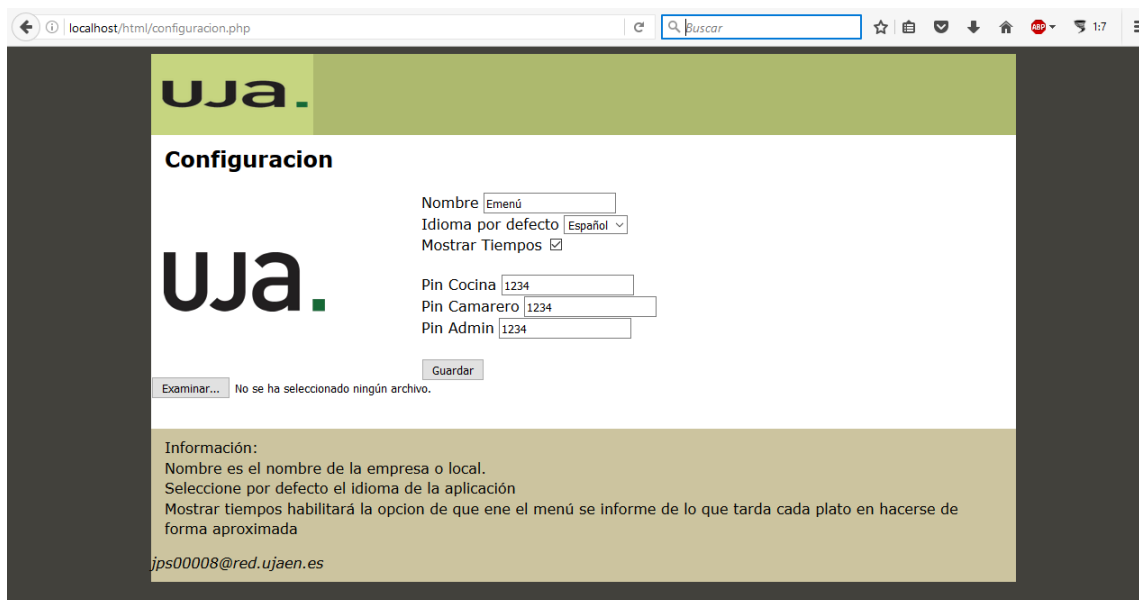 localhost/html/configuracion.php
Buscar
ABP
1:7
uja.
Configuracion
Nombre Emenú
Idioma por defecto Español
Mostrar Tiempos
uja.
Pin Cocina 1234
Pin Camarero 1234
Pin Admin 1234
Guardar
Examinar... No se ha seleccionado ningún archivo.
Información:
Nombre es el nombre de la empresa o local.
Seleccione por defecto el idioma de la aplicación
Mostrar tiempos habilitará la opcion de que ene el menú se informe de lo que tarda cada plato en hacerse de
forma aproximada
jps00008@red.ujaen.es